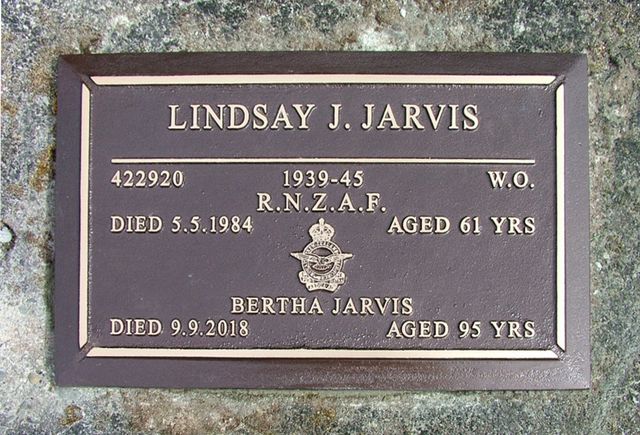 LINDSAY J. JARVIS
422920 1939-45 W.O.
R.N.Z.A.F.
DIED 5.5.1984 AGED 61 YRS
BERTHA JARVIS
DIED 9.9.2018 AGED 95 YRS